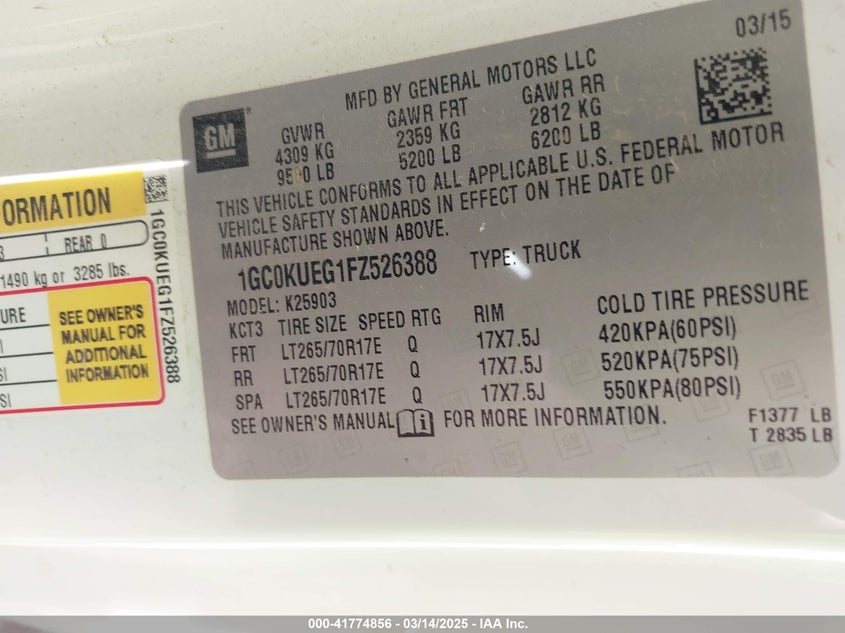 03/15
MFD BY GENERAL MOTORS LLC
GM
GVWR GAWR FRT GAWR RR
4309 KG 2359 KG 2812 KG
5200 LB 6200 LB
THIS VEHICLE CONFORMS TO ALL APPLICABLE U.S. FEDERAL MOTOR
VEHICLE SAFETY STANDARDS IN EFFECT ON THE DATE OF
MANUFACTURE SHOWN ABOVE.
1GC0KUEG1FZ526388 TYPE: TRUCK
MODEL: K25903
KCT3 TIRE SIZE SPEED RTG RIM COLD TIRE PRESSURE
FRT LT265/70R17E Q 17X7.5J 420KPA(60PSI)
RR LT265/70R17E Q 17X7.5J 520KPA(75PSI)
SPA LT265/70R17E Q 17X7.5J 550KPA(80PSI)
SEE OWNER'S MANUAL FOR MORE INFORMATION.
F1377 LB
T 2835 LB
ORMATION
3 REAR 0
1490 kg or 3285 lbs.
URE
SI
SEE OWNER'S
MANUAL FOR
ADDITIONAL
INFORMATION
1GC0KUEG1FZ526388
000-41774856 - 03/14/2025 - IAA Inc.